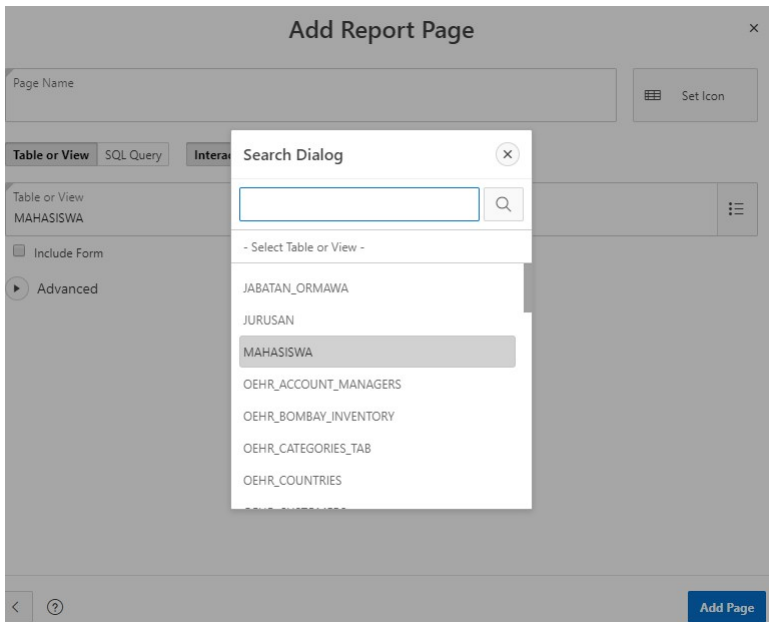 Add Report Page
Page Name
Set Icon
Table or View SQL Query
Table or View
MAHASISWA
Include Form
Advanced
Search Dialog
- Select Table or View -
JABATAN_ORMAWA
JURUSAN
MAHASISWA
OEHR_ACCOUNT_MANAGERS
OEHR_BOMBAY_INVENTORY
OEHR_CATEGORIES_TAB
OEHR_COUNTRIES
Add Page